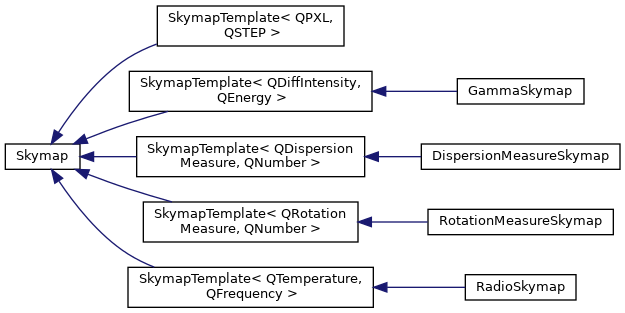 SkymapTemplate< QPXL,
QSTEP >
SkymapTemplate< QDiffIntensity,
QEnergy >
GammaSkymap
Skymap
SkymapTemplate< QDispersion
Measure, QNumber >
DispersionMeasureSkymap
SkymapTemplate< QRotation
Measure, QNumber >
RotationMeasureSkymap
SkymapTemplate< QTemperature,
QFrequency >
RadioSkymap